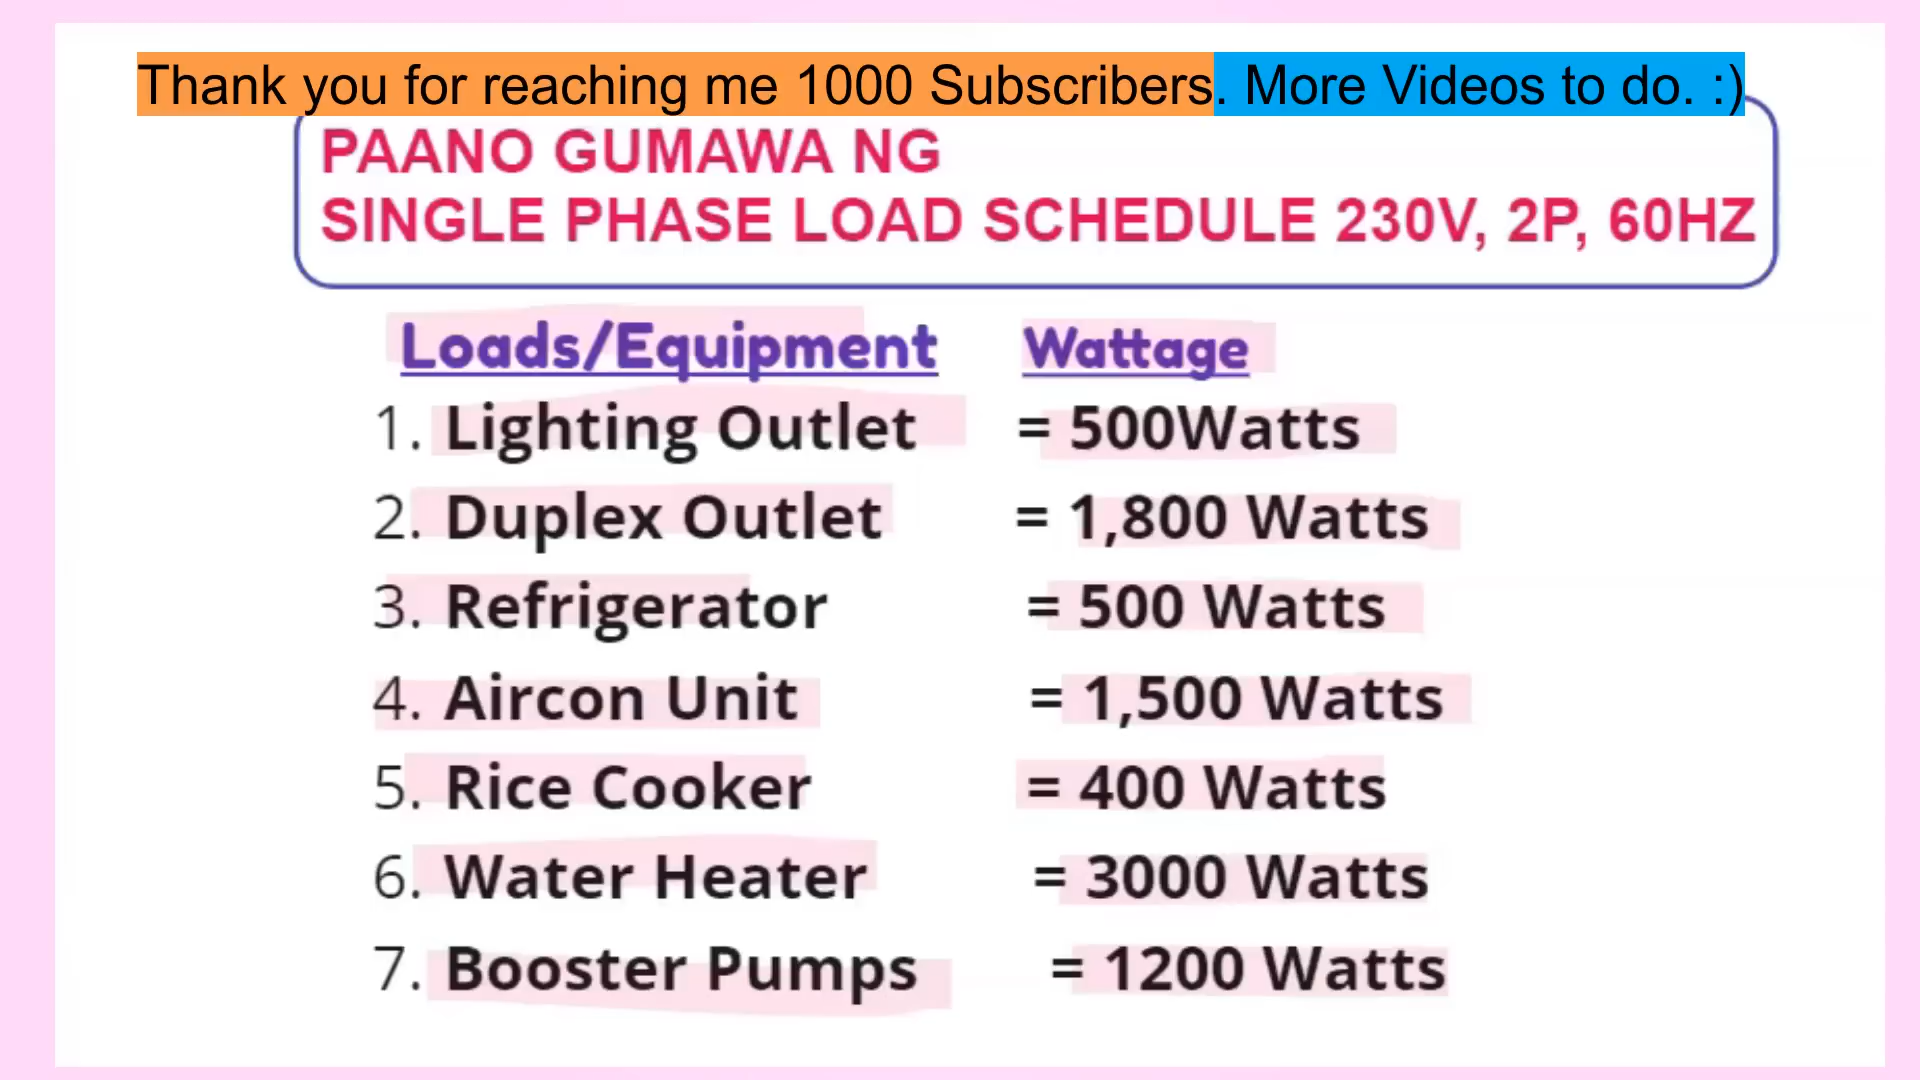 Thank you for reaching me 1000 Subscribers. More Videos to do. :)
PAANO GUMAWA NG
SINGLE PHASE LOAD SCHEDULE 230V, 2P, 60HZ
Loads/Equipment Wattage
1. Lighting Outlet = 500Watts
2. Duplex Outlet = 1,800 Watts
3. Refrigerator = 500 Watts
4. Aircon Unit = 1,500 Watts
5. Rice Cooker = 400 Watts
6. Water Heater = 3000 Watts
7. Booster Pumps = 1200 Watts